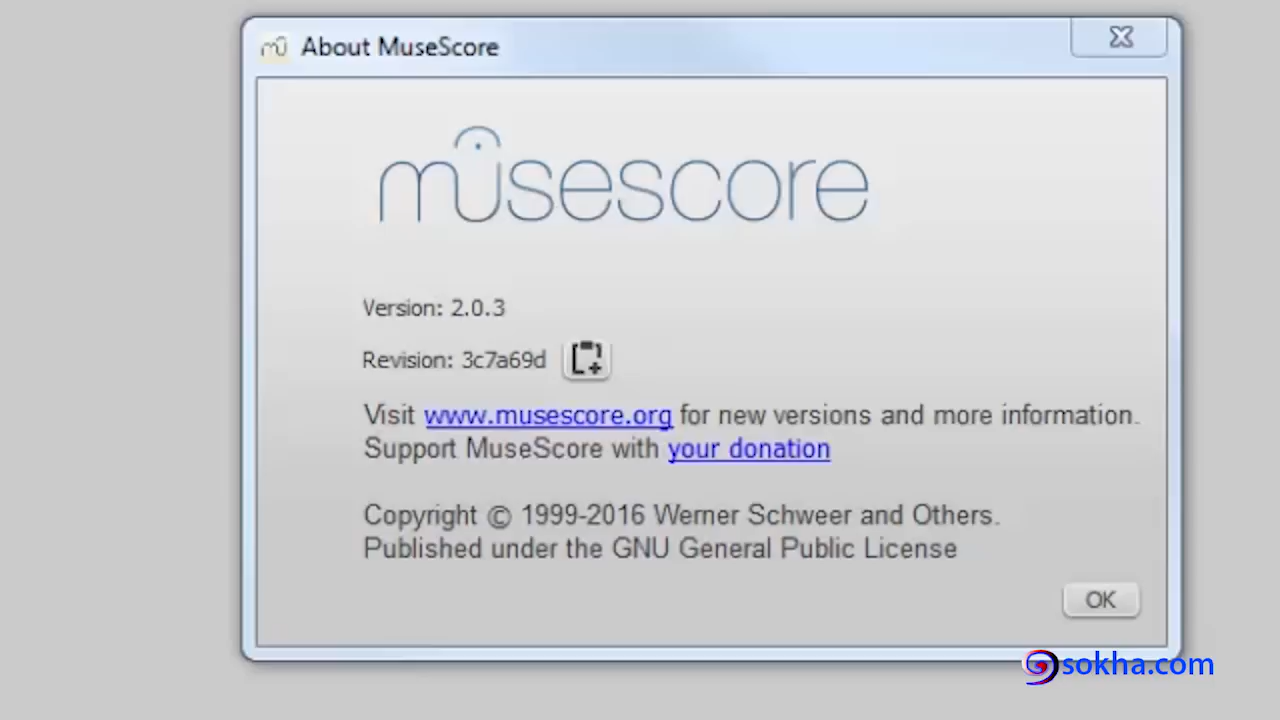 About MuseScore
musescore
Version: 2.0.3
Revision: 3c7a69d
Visit www.musescore.org for new versions and more information.
Support MuseScore with your donation
Copyright © 1999-2016 Werner Schweer and Others.
Published under the GNU General Public License
OK
sokha.com